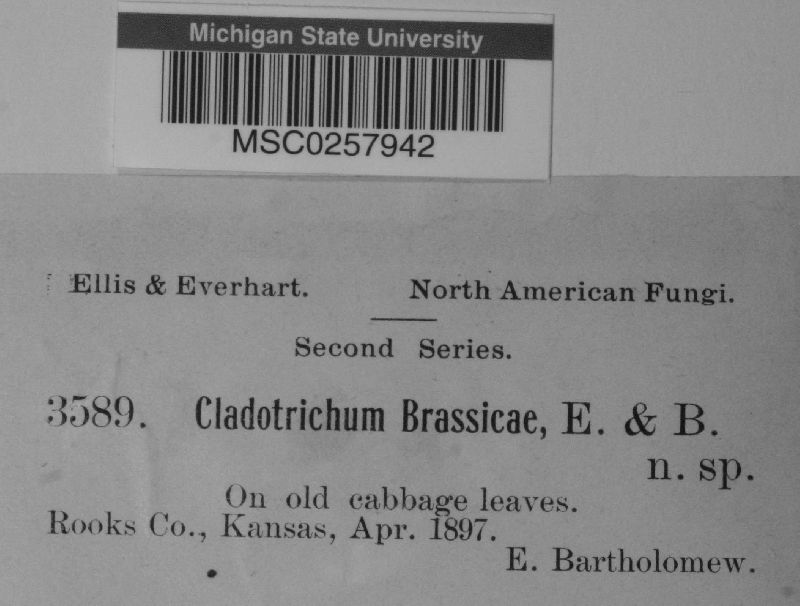 Michigan State University
MSC0257942
Ellis & Everhart. North American Fungi.
Second Series.
3589. Cladotrichum Brassicae, E. & B.
n. sp.
On old cabbage leaves.
Rooks Co., Kansas, Apr. 1897.
E. Bartholomew.